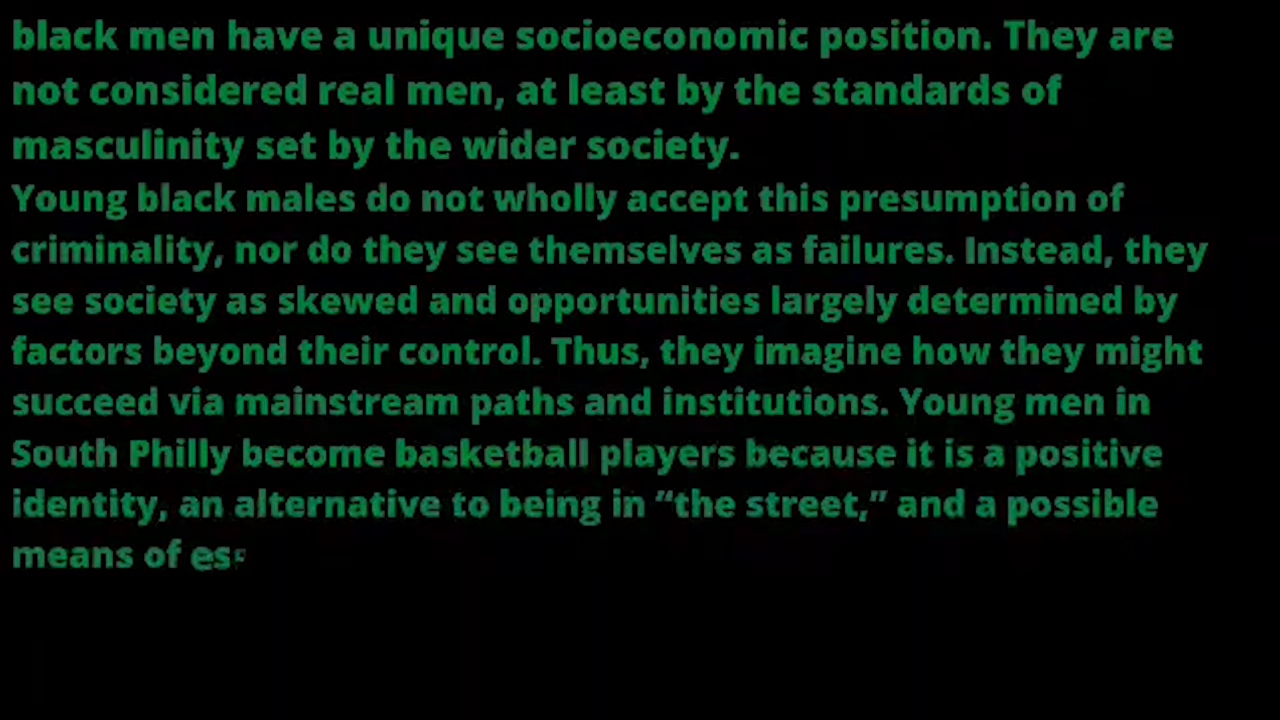 black men have a unique socioeconomic position. They are
not considered real men, at least by the standards of
masculinity set by the wider society.
Young black males do not wholly accept this presumption of
criminality, nor do they see themselves as failures. Instead, they
see society as skewed and opportunities largely determined by
factors beyond their control. Thus, they imagine how they might
succeed via mainstream paths and institutions. Young men in
South Philly become basketball players because it is a positive
identity, an alternative to being in “the street,” and a possible
means of